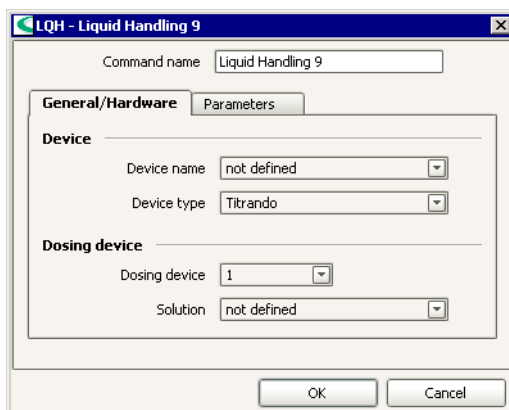 LQH - Liquid Handling 9
Command name Liquid Handling 9
General/Hardware Parameters
Device
Device name not defined
Device type Titrando
Dosing device
Dosing device 1
Solution not defined
OK Cancel